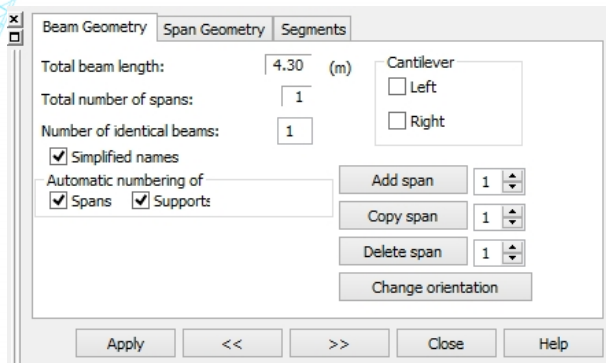 Beam Geometry Span Geometry Segments
Total beam length: 4.30 (m)
Cantilever
Left
Total number of spans: 1
Right
Number of identical beams: 1
Simplified names
Automatic numbering of
Spans Supports
Add span 1
Copy span 1
Delete span 1
Change orientation
Apply << >> Close Help